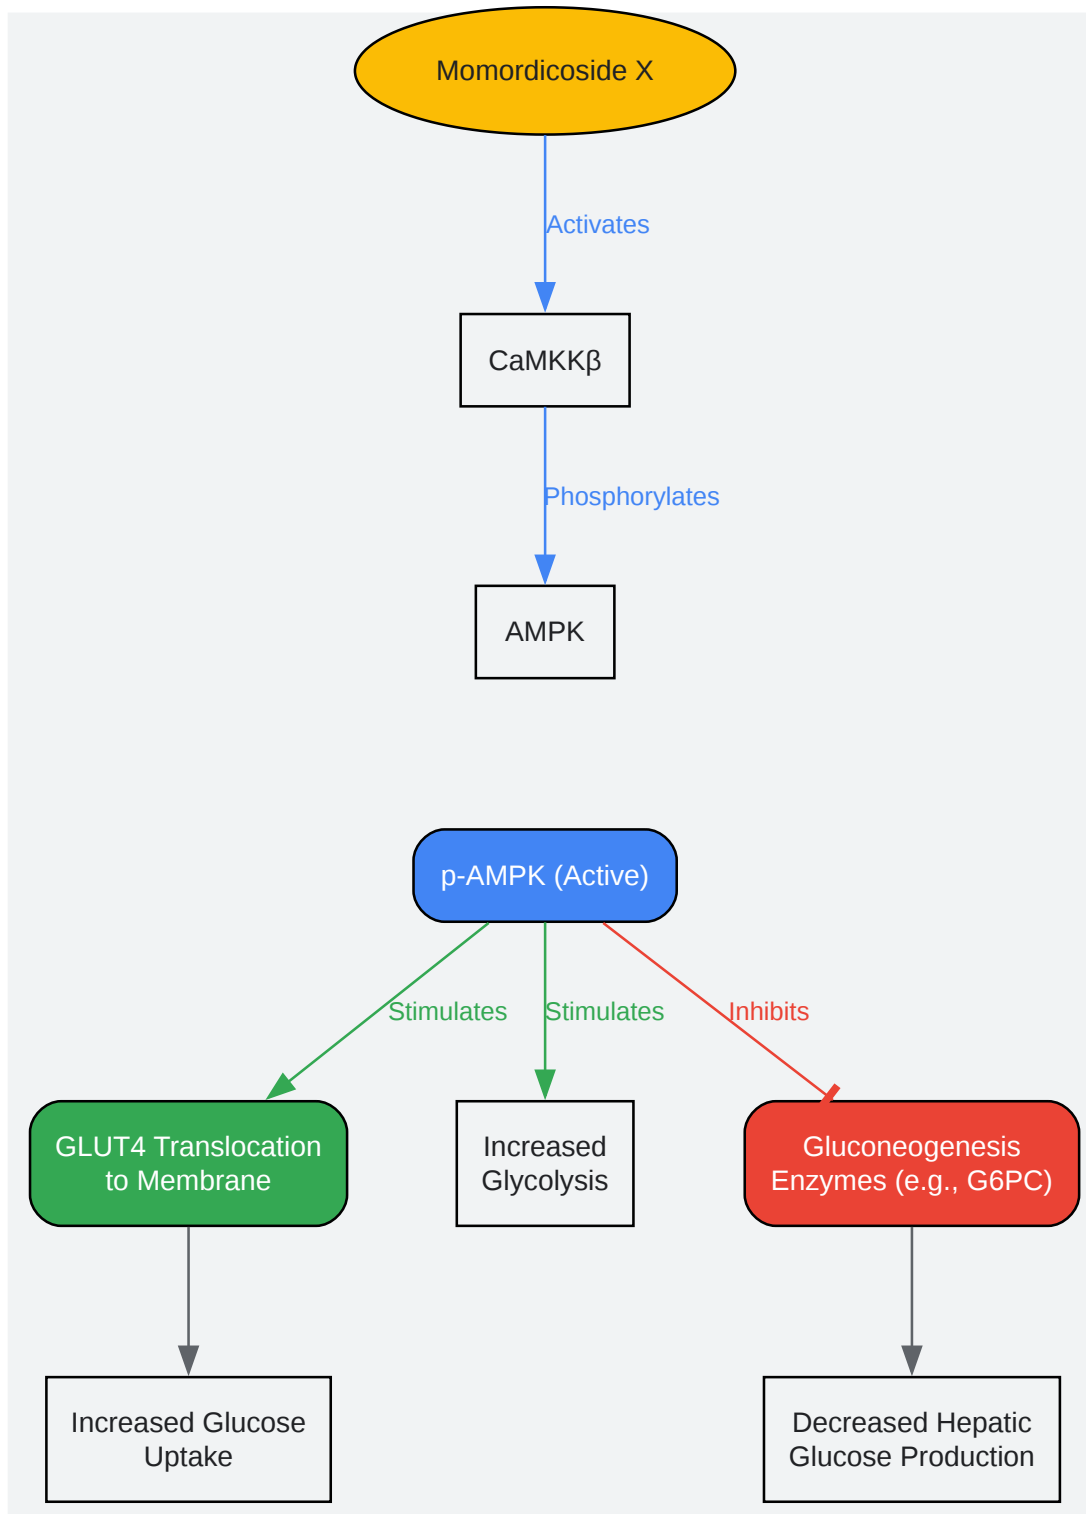 Momordicoside X
Activates
CaMKKβ
Phosphorylates
AMPK
p-AMPK (Active)
Stimulates
Stimulates
Inhibits
GLUT4 Translocation
to Membrane
Increased
Glycolysis
Gluconeogenesis
Enzymes (e.g., G6PC)
Increased Glucose
Uptake
Decreased Hepatic
Glucose Production